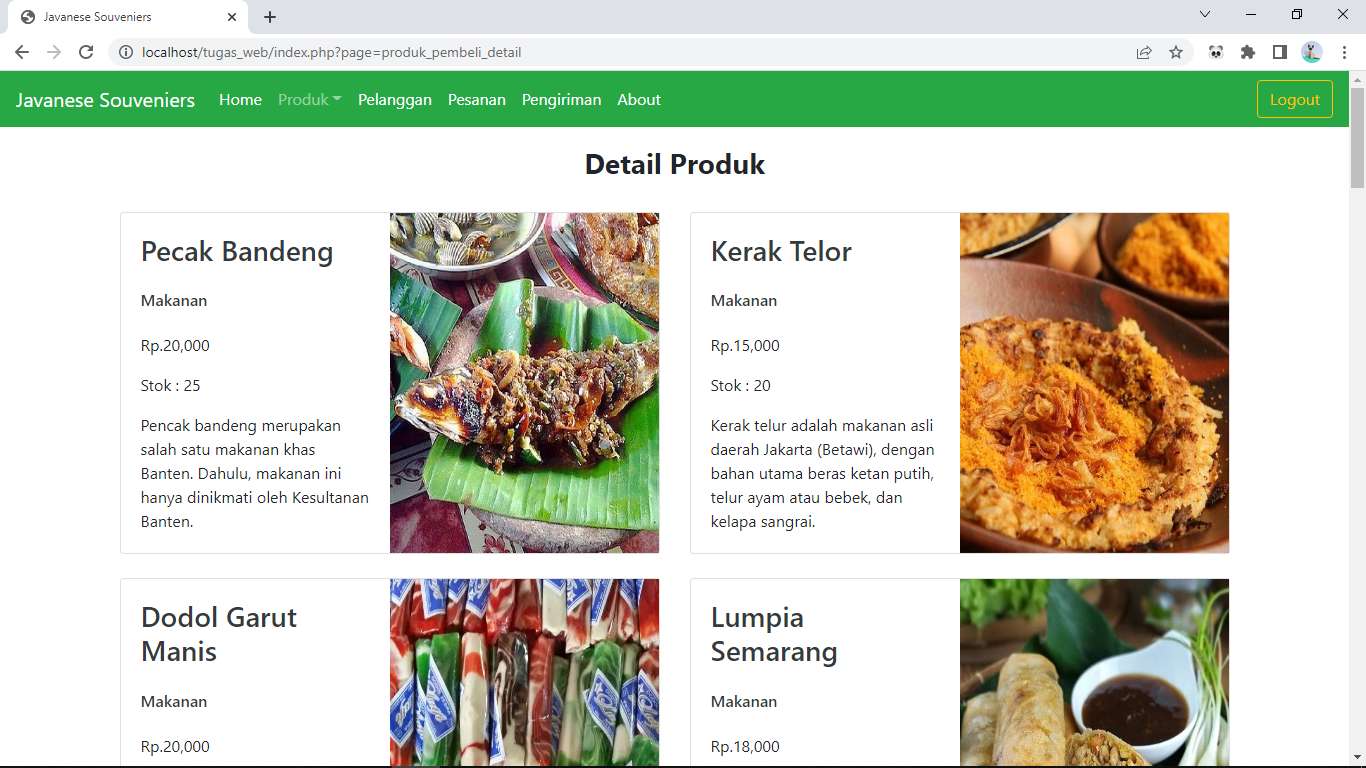 Javanese Souveniers
localhost/tugas_web/index.php?page=produk_pembeli_detail
Javanese Souveniers Home Produk Pelanggan Pesanan Pengiriman About Logout
Detail Produk
Pecak Bandeng
Makanan
Rp.20,000
Stok : 25
Pencak bandeng merupakan
salah satu makanan khas
Banten. Dahulu, makanan ini
hanya dinikmati oleh Kesultanan
Banten.
Kerak Telor
Makanan
Rp.15,000
Stok : 20
Kerak telur adalah makanan asli
daerah Jakarta (Betawi), dengan
bahan utama beras ketan putih,
telur ayam atau bebek, dan
kelapa sangrai.
Dodol Garut
Manis
Makanan
Rp.20,000
Lumpia
Semarang
Makanan
Rp.18,000